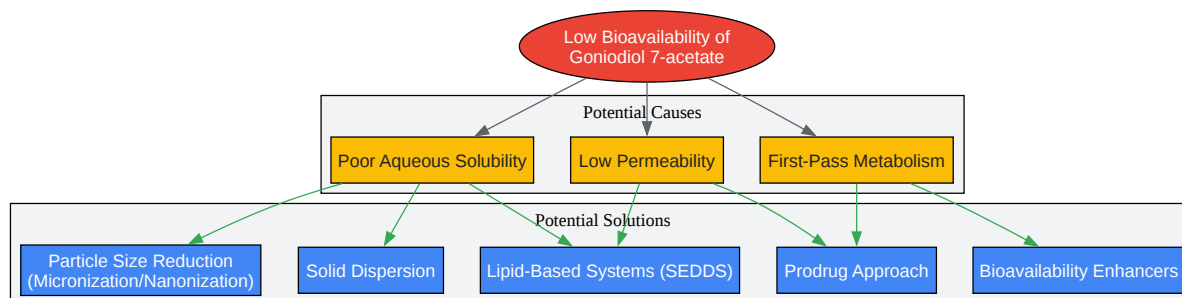 Low Bioavailability of
Goniodiol 7-acetate
Potential Causes
Poor Aqueous Solubility
Low Permeability
First-Pass Metabolism
Potential Solutions
Particle Size Reduction
(Micronization/Nanonization)
Solid Dispersion
Lipid-Based Systems (SEDDS)
Prodrug Approach
Bioavailability Enhancers